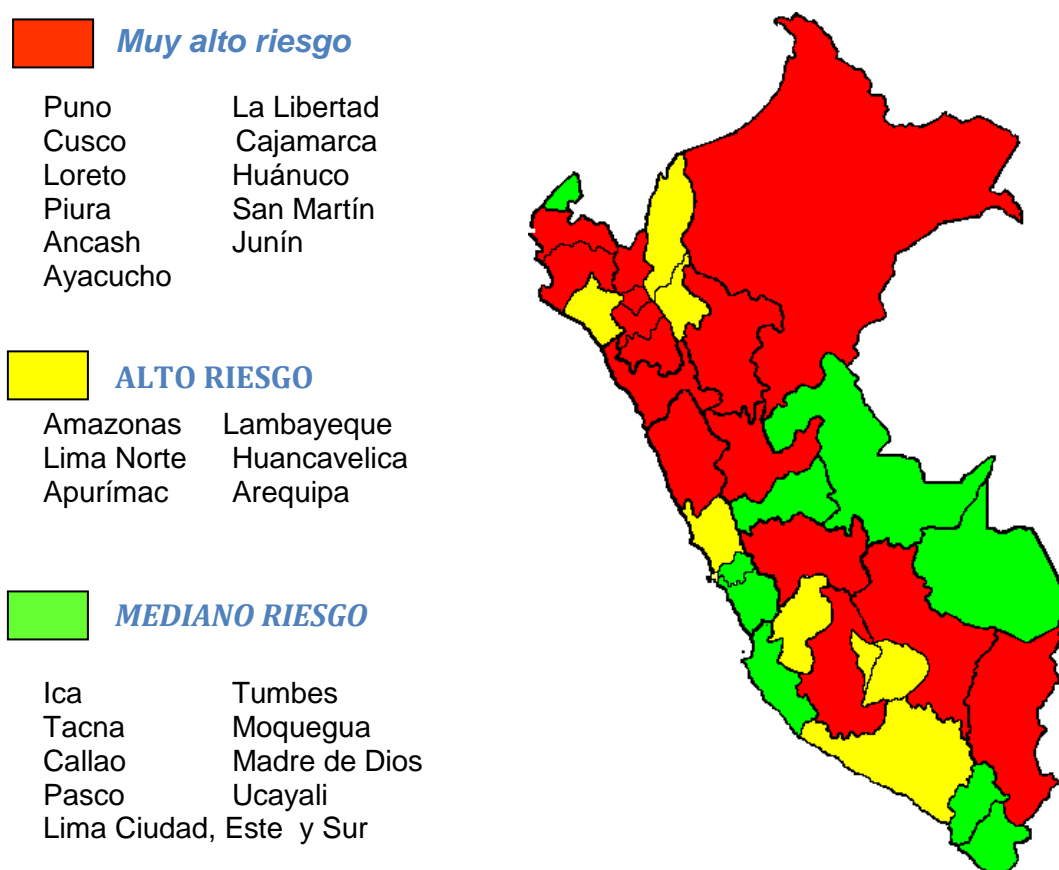 Muy alto riesgo
Puno La Libertad
Cusco Cajamarca
Loreto Huánuco
Piura San Martín
Ancash Junín
Ayacucho
ALTO RIESGO
Amazonas Lambayeque
Lima Norte Huancavelica
Apurímac Arequipa
MEDIANO RIESGO
Ica Tumbes
Tacna Moquegua
Callao Madre de Dios
Pasco Ucayali
Lima Ciudad, Este y Sur